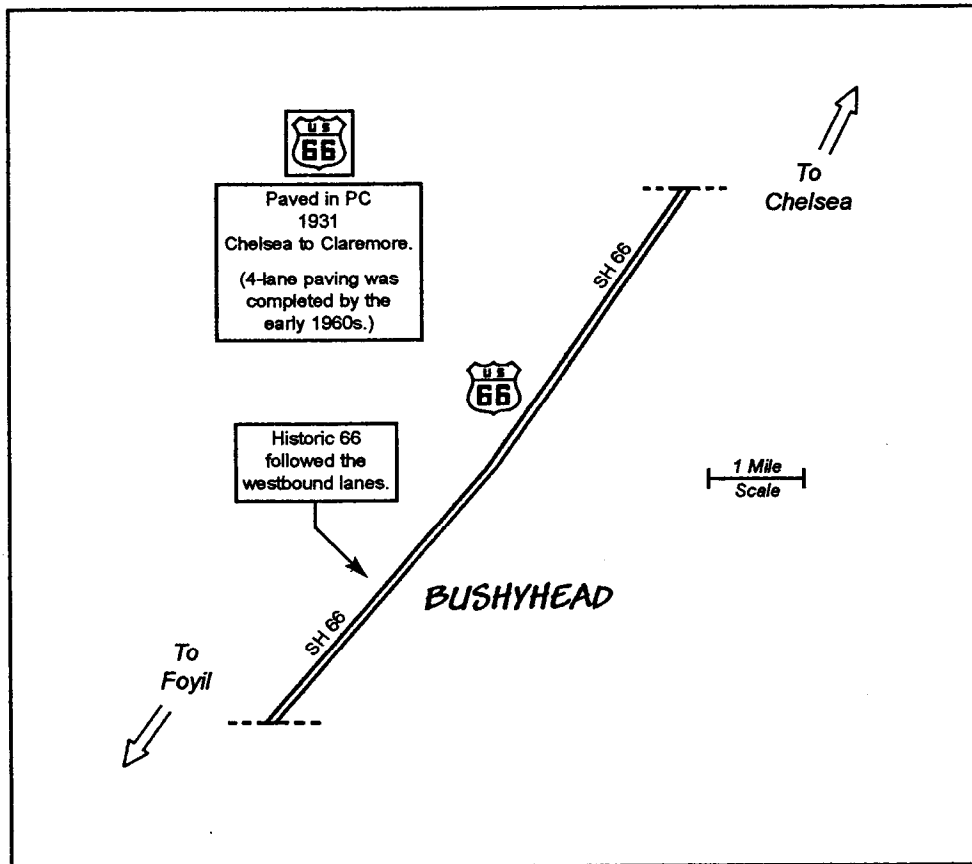 US
66
Paved in PC
1931
Chelsea to Claremore.
(4-lane paving was
completed by the
early 1960s.)
To
Chelsea
SH 66
US
66
Historic 66
followed the
westbound lanes.
1 Mile
Scale
BUSHYHEAD
SH 66
To
Foyil